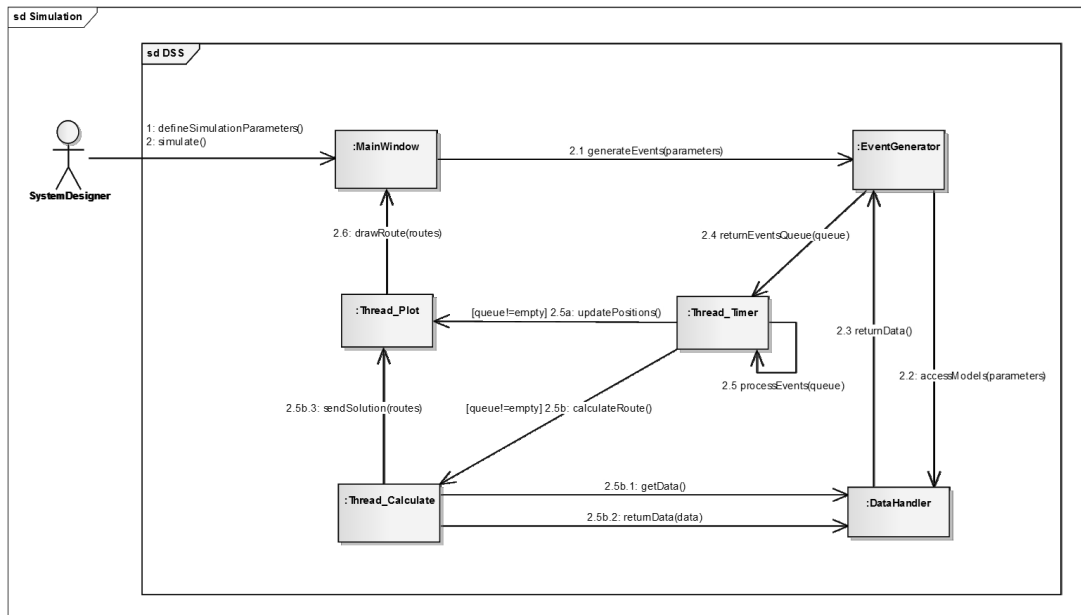 sd Simulation
sd DSS
1: defineSimulationParameters()
2: simulate()
:MainWindow
2.1 generateEvents(parameters)
:EventGenerator
SystemDesigner
2.6: drawRoute(routes)
2.4 returnEventsQueue(queue)
:Thread_Plot
[queue!=empty] 2.5a: updatePositions()
:Thread_Timer
2.3 returnData()
2.2: accessModels(parameters)
2.5 processEvents(queue)
2.5b.3: sendSolution(routes)
[queue!=empty] 2.5b: calculateRoute()
:Thread_Calculate
2.5b.1: getData()
:DataHandler
2.5b.2: returnData(data)